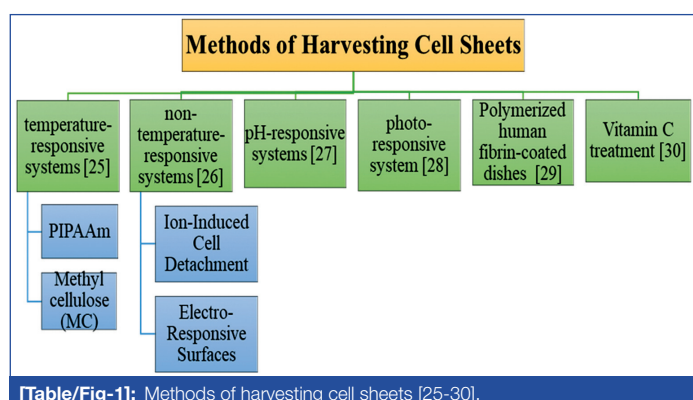 Methods of Harvesting Cell Sheets
temperature-
responsive
systems [25]
non-
temperature-
responsive
systems [26]
pH-responsive
systems [27]
photo-
responsive
system [28]
Polymerized
human
fibrin-coated
dishes [29]
Vitamin C
treatment [30]
PIPAAm
Methyl
cellulose
(MC)
Ion-Induced
Cell
Detachment
Electro-
Responsive
Surfaces
[Table/Fig-1]: Methods of harvesting cell sheets [25-30].